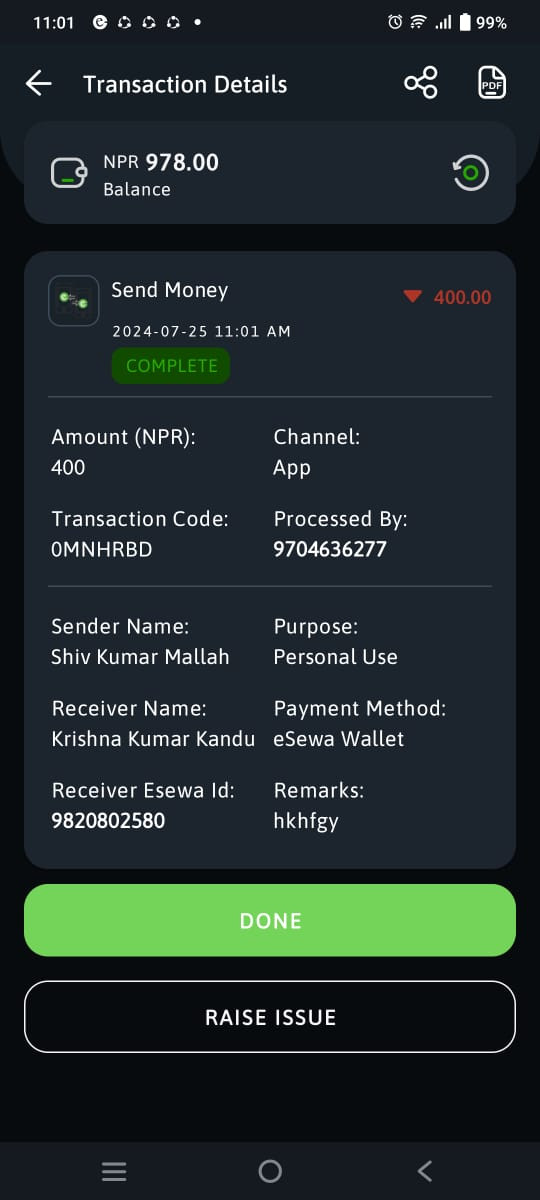 11:01 99%
Transaction Details PDF
NPR 978.00
Balance
Send Money 400.00
2024-07-25 11:01 AM
COMPLETE
Amount (NPR): Channel:
400 App
Transaction Code: Processed By:
0MNHRBD 9704636277
Sender Name: Purpose:
Shiv Kumar Mallah Personal Use
Receiver Name: Payment Method:
Krishna Kumar Kandu eSewa Wallet
Receiver Esewa Id: Remarks:
9820802580 hkhfgy
DONE
RAISE ISSUE